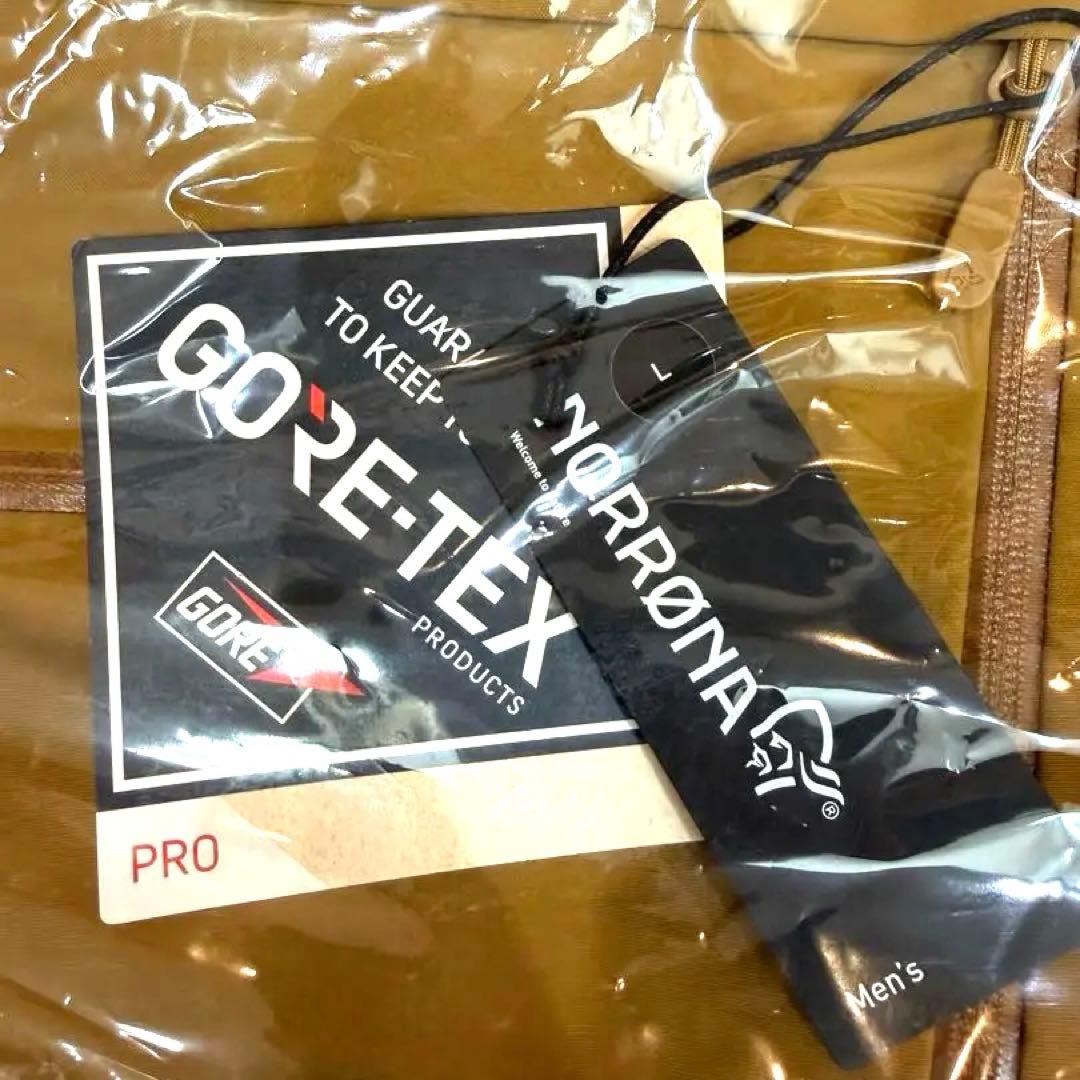 GUAR
TO KEEP
GORE-TEX
PRODUCTS
GORE
PRO
L
NORRØNA
Welcome to
®
Men's